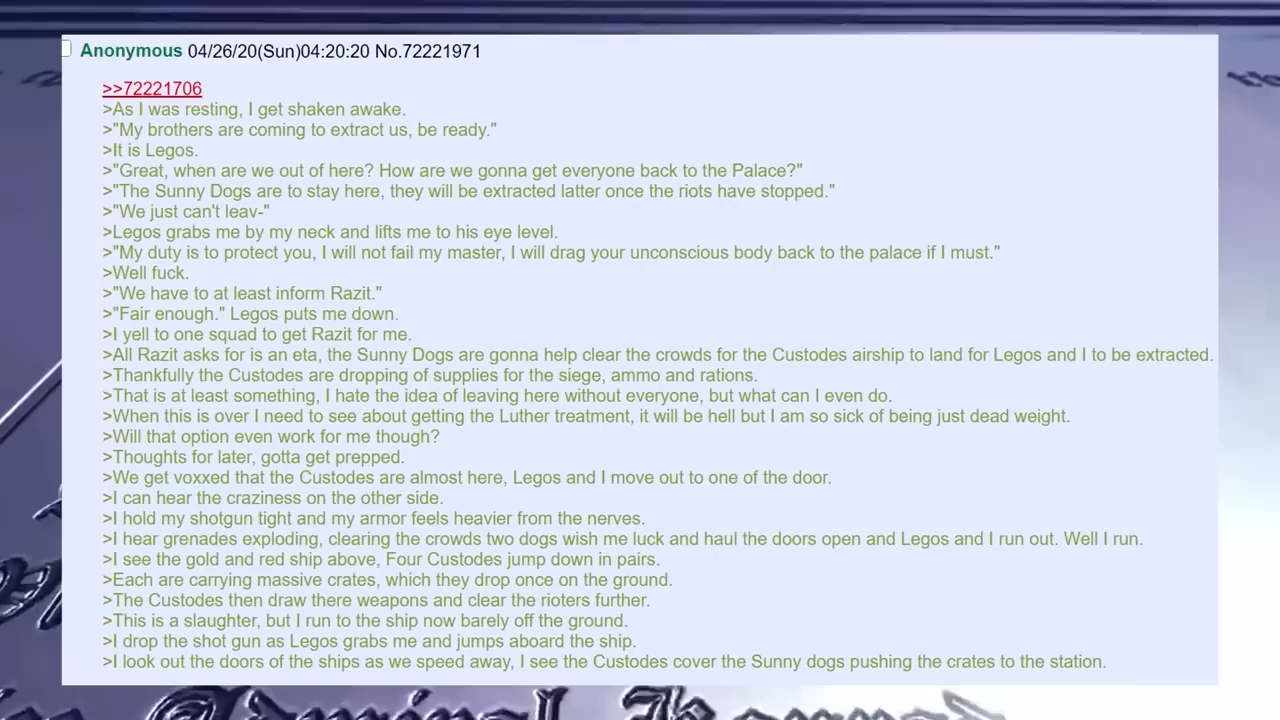 Anonymous 04/26/20(Sun)04:20:20 No.72221971
>>72221706
>As I was resting, I get shaken awake.
>"My brothers are coming to extract us, be ready."
>It is Legos.
>"Great, when are we out of here? How are we gonna get everyone back to the Palace?"
>"The Sunny Dogs are to stay here, they will be extracted latter once the riots have stopped."
>"We just can't leav-"
>Legos grabs me by my neck and lifts me to his eye level.
>"My duty is to protect you, I will not fail my master, I will drag your unconscious body back to the palace if I must."
>Well fuck.
>"We have to at least inform Razit."
>"Fair enough." Legos puts me down.
>I yell to one squad to get Razit for me.
>All Razit asks for is an eta, the Sunny Dogs are gonna help clear the crowds for the Custodes airship to land for Legos and I to be extracted.
>Thankfully the Custodes are dropping of supplies for the siege, ammo and rations.
>That is at least something, I hate the idea of leaving here without everyone, but what can I even do.
>When this is over I need to see about getting the Luther treatment, it will be hell but I am so sick of being just dead weight.
>Will that option even work for me though?
>Thoughts for later, gotta get prepped.
>We get voxxed that the Custodes are almost here, Legos and I move out to one of the door.
>I can hear the craziness on the other side.
>I hold my shotgun tight and my armor feels heavier from the nerves.
>I hear grenades exploding, clearing the crowds two dogs wish me luck and haul the doors open and Legos and I run out. Well I run.
>I see the gold and red ship above, Four Custodes jump down in pairs.
>Each are carrying massive crates, which they drop once on the ground.
>The Custodes then draw there weapons and clear the rioters further.
>This is a slaughter, but I run to the ship now barely off the ground.
>I drop the shot gun as Legos grabs me and jumps aboard the ship.
>I look out the doors of the ships as we speed away, I see the Custodes cover the Sunny dogs pushing the crates to the station.